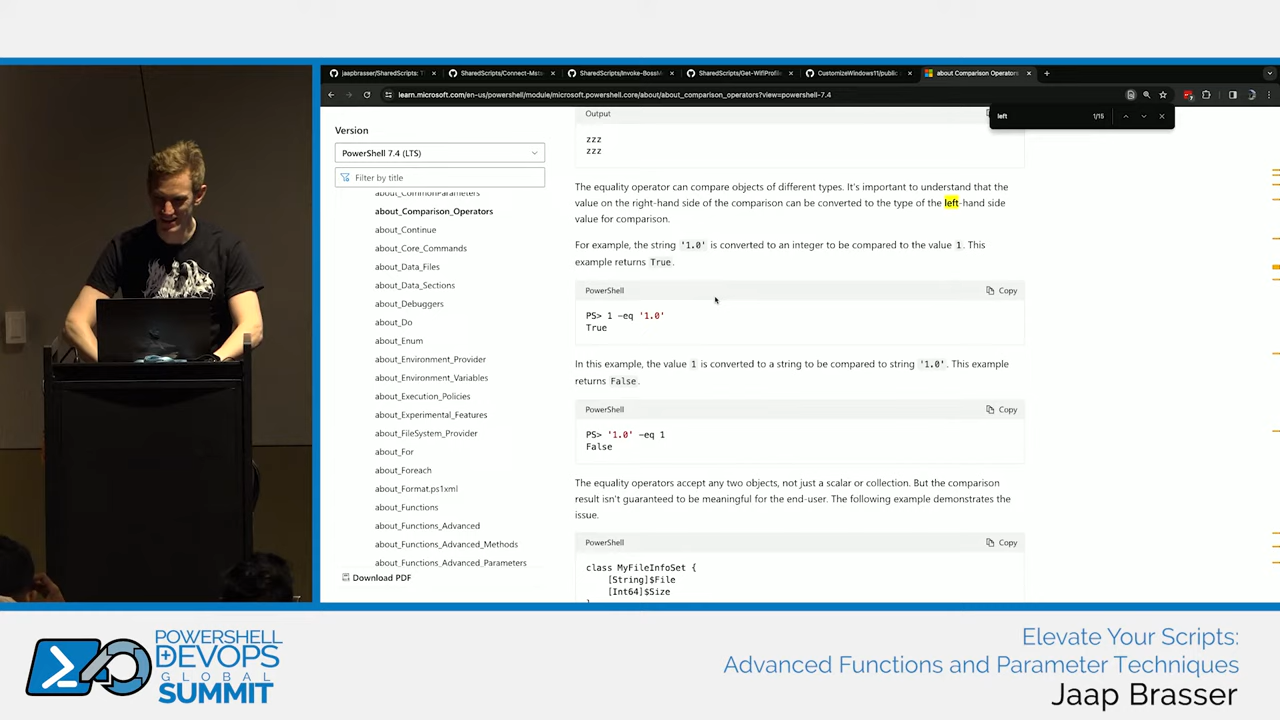 jaapbrasser/SharedScripts: T
SharedScripts/Connect-Msts
SharedScripts/Invoke-BossM
SharedScripts/Get-WifiProfile
CustomizeWindows11/public
about Comparison Operators
learn.microsoft.com/en-us/powershell/module/microsoft.powershell.core/about/about_comparison_operators?view=powershell-7.4
left
1/15
Version
PowerShell 7.4 (LTS)
Filter by title
about_CommonParameters
about_Comparison_Operators
about_Continue
about_Core_Commands
about_Data_Files
about_Data_Sections
about_Debuggers
about_Do
about_Enum
about_Environment_Provider
about_Environment_Variables
about_Execution_Policies
about_Experimental_Features
about_FileSystem_Provider
about_For
about_Foreach
about_Format.ps1xml
about_Functions
about_Functions_Advanced
about_Functions_Advanced_Methods
about_Functions_Advanced_Parameters
Download PDF
Output
zzz
zzz
The equality operator can compare objects of different types. It's important to understand that the
value on the right-hand side of the comparison can be converted to the type of the left-hand side
value for comparison.
For example, the string '1.0' is converted to an integer to be compared to the value 1. This
example returns True.
PowerShell
Copy
PS> 1 -eq '1.0'
True
In this example, the value 1 is converted to a string to be compared to string '1.0'. This example
returns False.
PowerShell
Copy
PS> '1.0' -eq 1
False
The equality operators accept any two objects, not just a scalar or collection. But the comparison
result isn't guaranteed to be meaningful for the end-user. The following example demonstrates the
issue.
PowerShell
Copy
class MyFileInfoSet {
[String]$File
[Int64]$Size
POWERSHELL
+DEVOPS
GLOBAL
SUMMIT
Elevate Your Scripts:
Advanced Functions and Parameter Techniques
Jaap Brasser